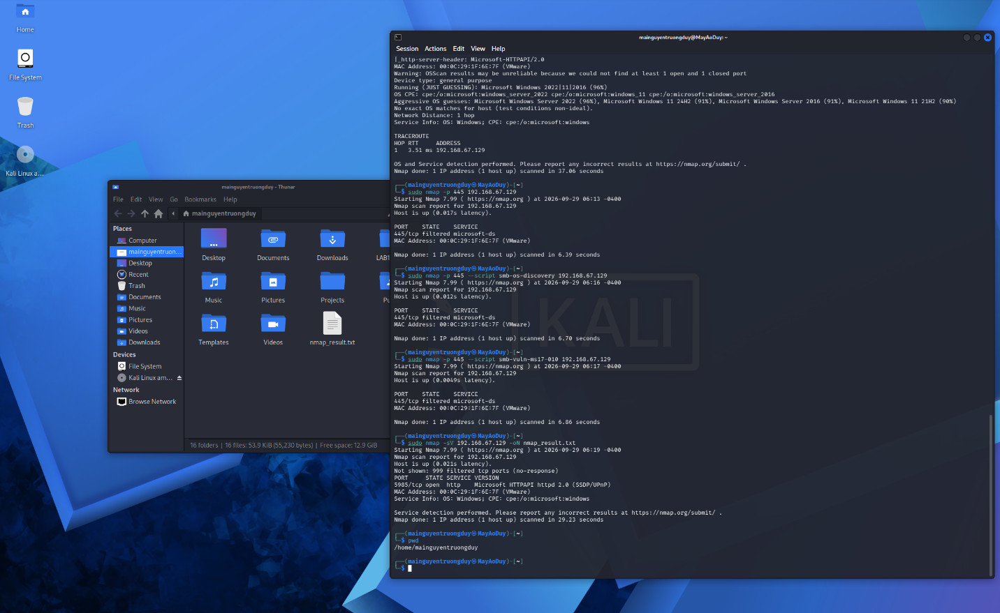 Home
File System
Trash
Kali Linux a...
mainguyentruongduy - Thunar
File Edit View Go Bookmarks Help
mainguyentruongduy
Places
Computer
mainguyentruon...
Desktop
Recent
Trash
Documents
Music
Pictures
Videos
Downloads
Devices
File System
Kali Linux am...
Network
Browse Network
Desktop
Documents
Downloads
LAB1
Music
Pictures
Projects
Pu
Templates
Videos
nmap_result.txt
16 folders | 16 files: 53.9 KiB (55,230 bytes) | Free space: 12.9 GiB
mainguyentruongduy@MayAoDuy: ~
Session Actions Edit View Help
|_http-server-header: Microsoft-HTTPAPI/2.0
MAC Address: 00:0C:29:1F:6E:7F (VMware)
Warning: OSScan results may be unreliable because we could not find at least 1 open and 1 closed port
Device type: general purpose
Running (JUST GUESSING): Microsoft Windows 2022|11|2016 (96%)
OS CPE: cpe:/o:microsoft:windows_server_2022 cpe:/o:microsoft:windows_11 cpe:/o:microsoft:windows_server_2016
Aggressive OS guesses: Microsoft Windows Server 2022 (96%), Microsoft Windows 11 24H2 (91%), Microsoft Windows Server 2016 (91%), Microsoft Windows 11 21H2 (90%)
No exact OS matches for host (test conditions non-ideal).
Network Distance: 1 hop
Service Info: OS: Windows; CPE: cpe:/o:microsoft:windows
TRACEROUTE
HOP RTT     ADDRESS
1   3.51 ms 192.168.67.129
OS and Service detection performed. Please report any incorrect results at https://nmap.org/submit/ .
Nmap done: 1 IP address (1 host up) scanned in 37.06 seconds
┌──(mainguyentruongduy㉿MayAoDuy)-[~]
└─$ sudo nmap -p 445 192.168.67.129
Starting Nmap 7.99 ( https://nmap.org ) at 2026-09-29 06:13 -0400
Nmap scan report for 192.168.67.129
Host is up (0.017s latency).
PORT    STATE    SERVICE
445/tcp filtered microsoft-ds
MAC Address: 00:0C:29:1F:6E:7F (VMware)
Nmap done: 1 IP address (1 host up) scanned in 6.39 seconds
┌──(mainguyentruongduy㉿MayAoDuy)-[~]
└─$ sudo nmap -p 445 --script smb-os-discovery 192.168.67.129
Starting Nmap 7.99 ( https://nmap.org ) at 2026-09-29 06:16 -0400
Nmap scan report for 192.168.67.129
Host is up (0.012s latency).
PORT    STATE    SERVICE
445/tcp filtered microsoft-ds
MAC Address: 00:0C:29:1F:6E:7F (VMware)
Nmap done: 1 IP address (1 host up) scanned in 6.70 seconds
┌──(mainguyentruongduy㉿MayAoDuy)-[~]
└─$ sudo nmap -p 445 --script smb-vuln-ms17-010 192.168.67.129
Starting Nmap 7.99 ( https://nmap.org ) at 2026-09-29 06:17 -0400
Nmap scan report for 192.168.67.129
Host is up (0.0049s latency).
PORT    STATE    SERVICE
445/tcp filtered microsoft-ds
MAC Address: 00:0C:29:1F:6E:7F (VMware)
Nmap done: 1 IP address (1 host up) scanned in 6.86 seconds
┌──(mainguyentruongduy㉿MayAoDuy)-[~]
└─$ sudo nmap -sV 192.168.67.129 -oN nmap_result.txt
Starting Nmap 7.99 ( https://nmap.org ) at 2026-09-29 06:19 -0400
Nmap scan report for 192.168.67.129
Host is up (0.021s latency).
Not shown: 999 filtered tcp ports (no-response)
PORT     STATE SERVICE VERSION
5985/tcp open  http    Microsoft HTTPAPI httpd 2.0 (SSDP/UPnP)
MAC Address: 00:0C:29:1F:6E:7F (VMware)
Service Info: OS: Windows; CPE: cpe:/o:microsoft:windows
Service detection performed. Please report any incorrect results at https://nmap.org/submit/ .
Nmap done: 1 IP address (1 host up) scanned in 29.23 seconds
┌──(mainguyentruongduy㉿MayAoDuy)-[~]
└─$ pwd
/home/mainguyentruongduy
┌──(mainguyentruongduy㉿MayAoDuy)-[~]
└─$
KALI